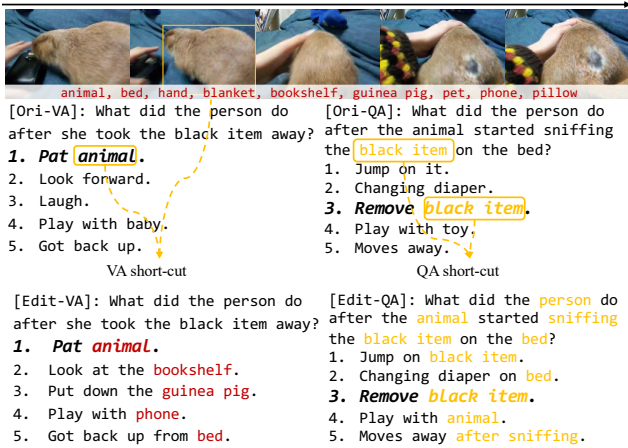 animal, bed, hand, blanket, bookshelf, guinea pig, pet, phone, pillow
[Ori-VA]: What did the person do
after she took the black item away?
1. Pat animal.
2. Look forward.
3. Laugh.
4. Play with baby.
5. Got back up.
VA short-cut
[Ori-QA]: What did the person do
after the animal started sniffing
the black item on the bed?
1. Jump on it.
2. Changing diaper.
3. Remove black item.
4. Play with toy.
5. Moves away.
QA short-cut
[Edit-VA]: What did the person do
after she took the black item away?
1. Pat animal.
2. Look at the bookshelf.
3. Put down the guinea pig.
4. Play with phone.
5. Got back up from bed.
[Edit-QA]: What did the person do
after the animal started sniffing
the black item on the bed?
1. Jump on black item.
2. Changing diaper on bed.
3. Remove black item.
4. Play with animal.
5. Moves away after sniffing.